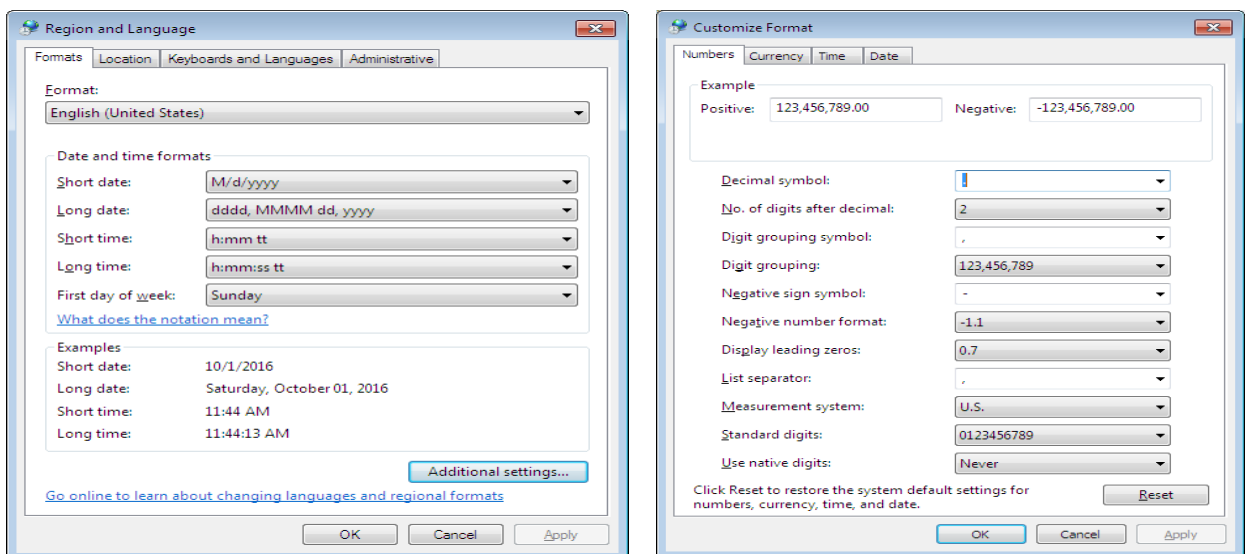 Region and Language
Formats Location Keyboards and Languages Administrative
Format:
English (United States)
Date and time formats
Short date: M/d/yyyy
Long date: dddd, MMMM dd, yyyy
Short time: h:mm tt
Long time: h:mm:ss tt
First day of week: Sunday
What does the notation mean?
Examples
Short date: 10/1/2016
Long date: Saturday, October 01, 2016
Short time: 11:44 AM
Long time: 11:44:13 AM
Additional settings...
Go online to learn about changing languages and regional formats
OK Cancel Apply
Customize Format
Numbers Currency Time Date
Example
Positive: 123,456,789.00 Negative: -123,456,789.00
Decimal symbol: .
No. of digits after decimal: 2
Digit grouping symbol: ,
Digit grouping: 123,456,789
Negative sign symbol: -
Negative number format: -1.1
Display leading zeros: 0.7
List separator: ,
Measurement system: U.S.
Standard digits: 0123456789
Use native digits: Never
Click Reset to restore the system default settings for
numbers, currency, time, and date.
Reset
OK Cancel Apply